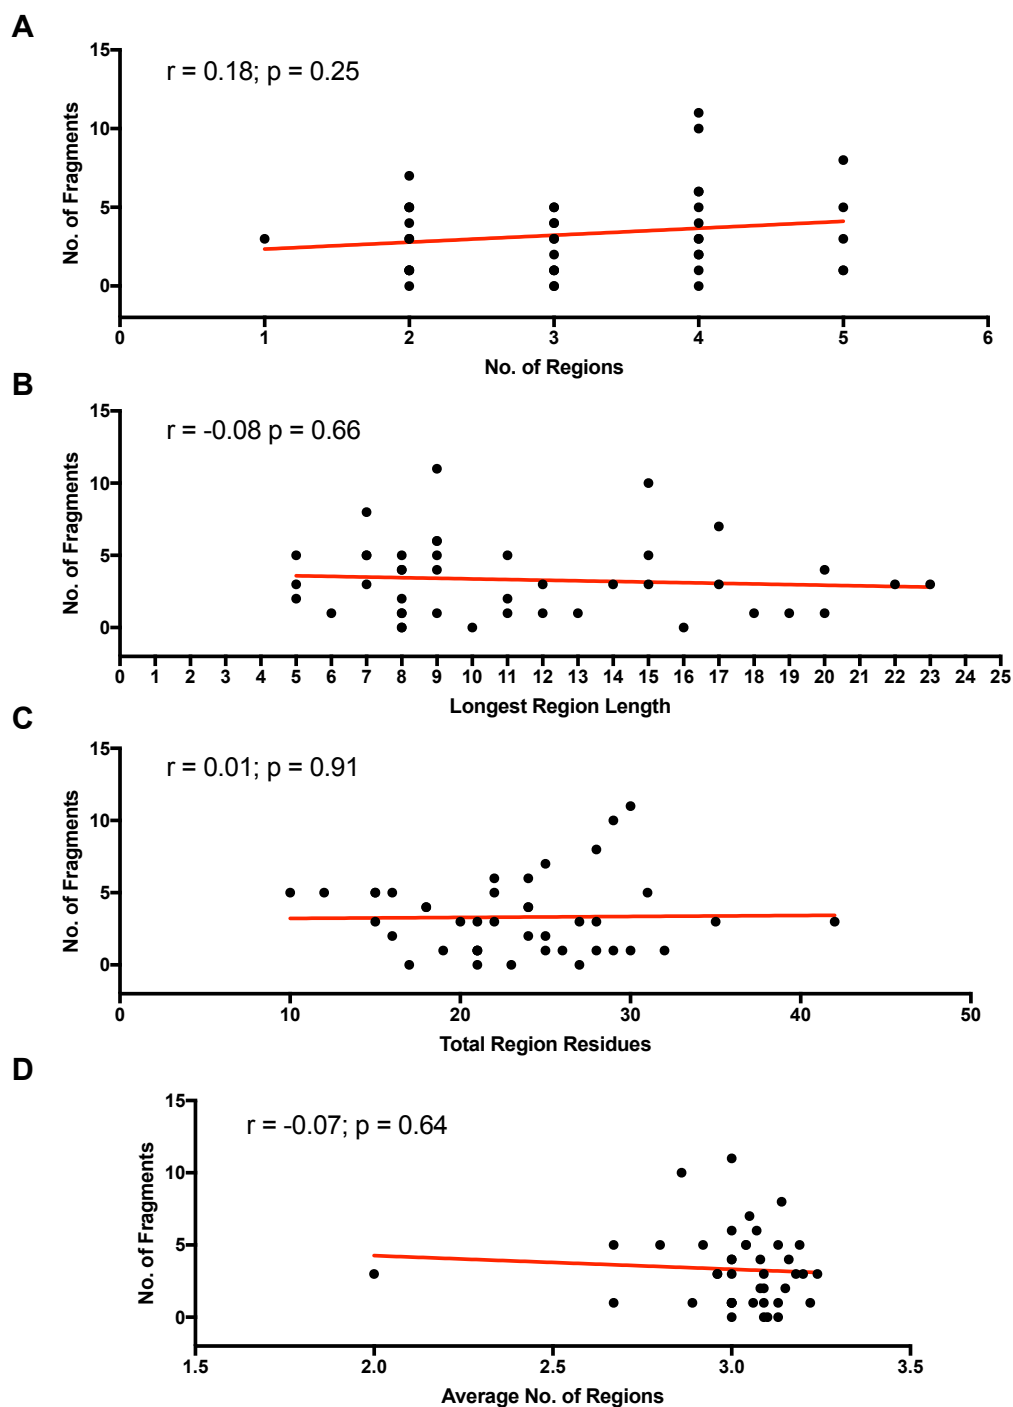 A
r = 0.18; p = 0.25
15
10
5
0
No. of Fragments
0 1 2 3 4 5 6
No. of Regions
B
r = -0.08 p = 0.66
15
10
5
0
No. of Fragments
0 1 2 3 4 5 6 7 8 9 10 11 12 13 14 15 16 17 18 19 20 21 22 23 24 25
Longest Region Length
C
r = 0.01; p = 0.91
15
10
5
0
No. of Fragments
0 10 20 30 40 50
Total Region Residues
D
r = -0.07; p = 0.64
15
10
5
0
No. of Fragments
1.5 2.0 2.5 3.0 3.5
Average No. of Regions